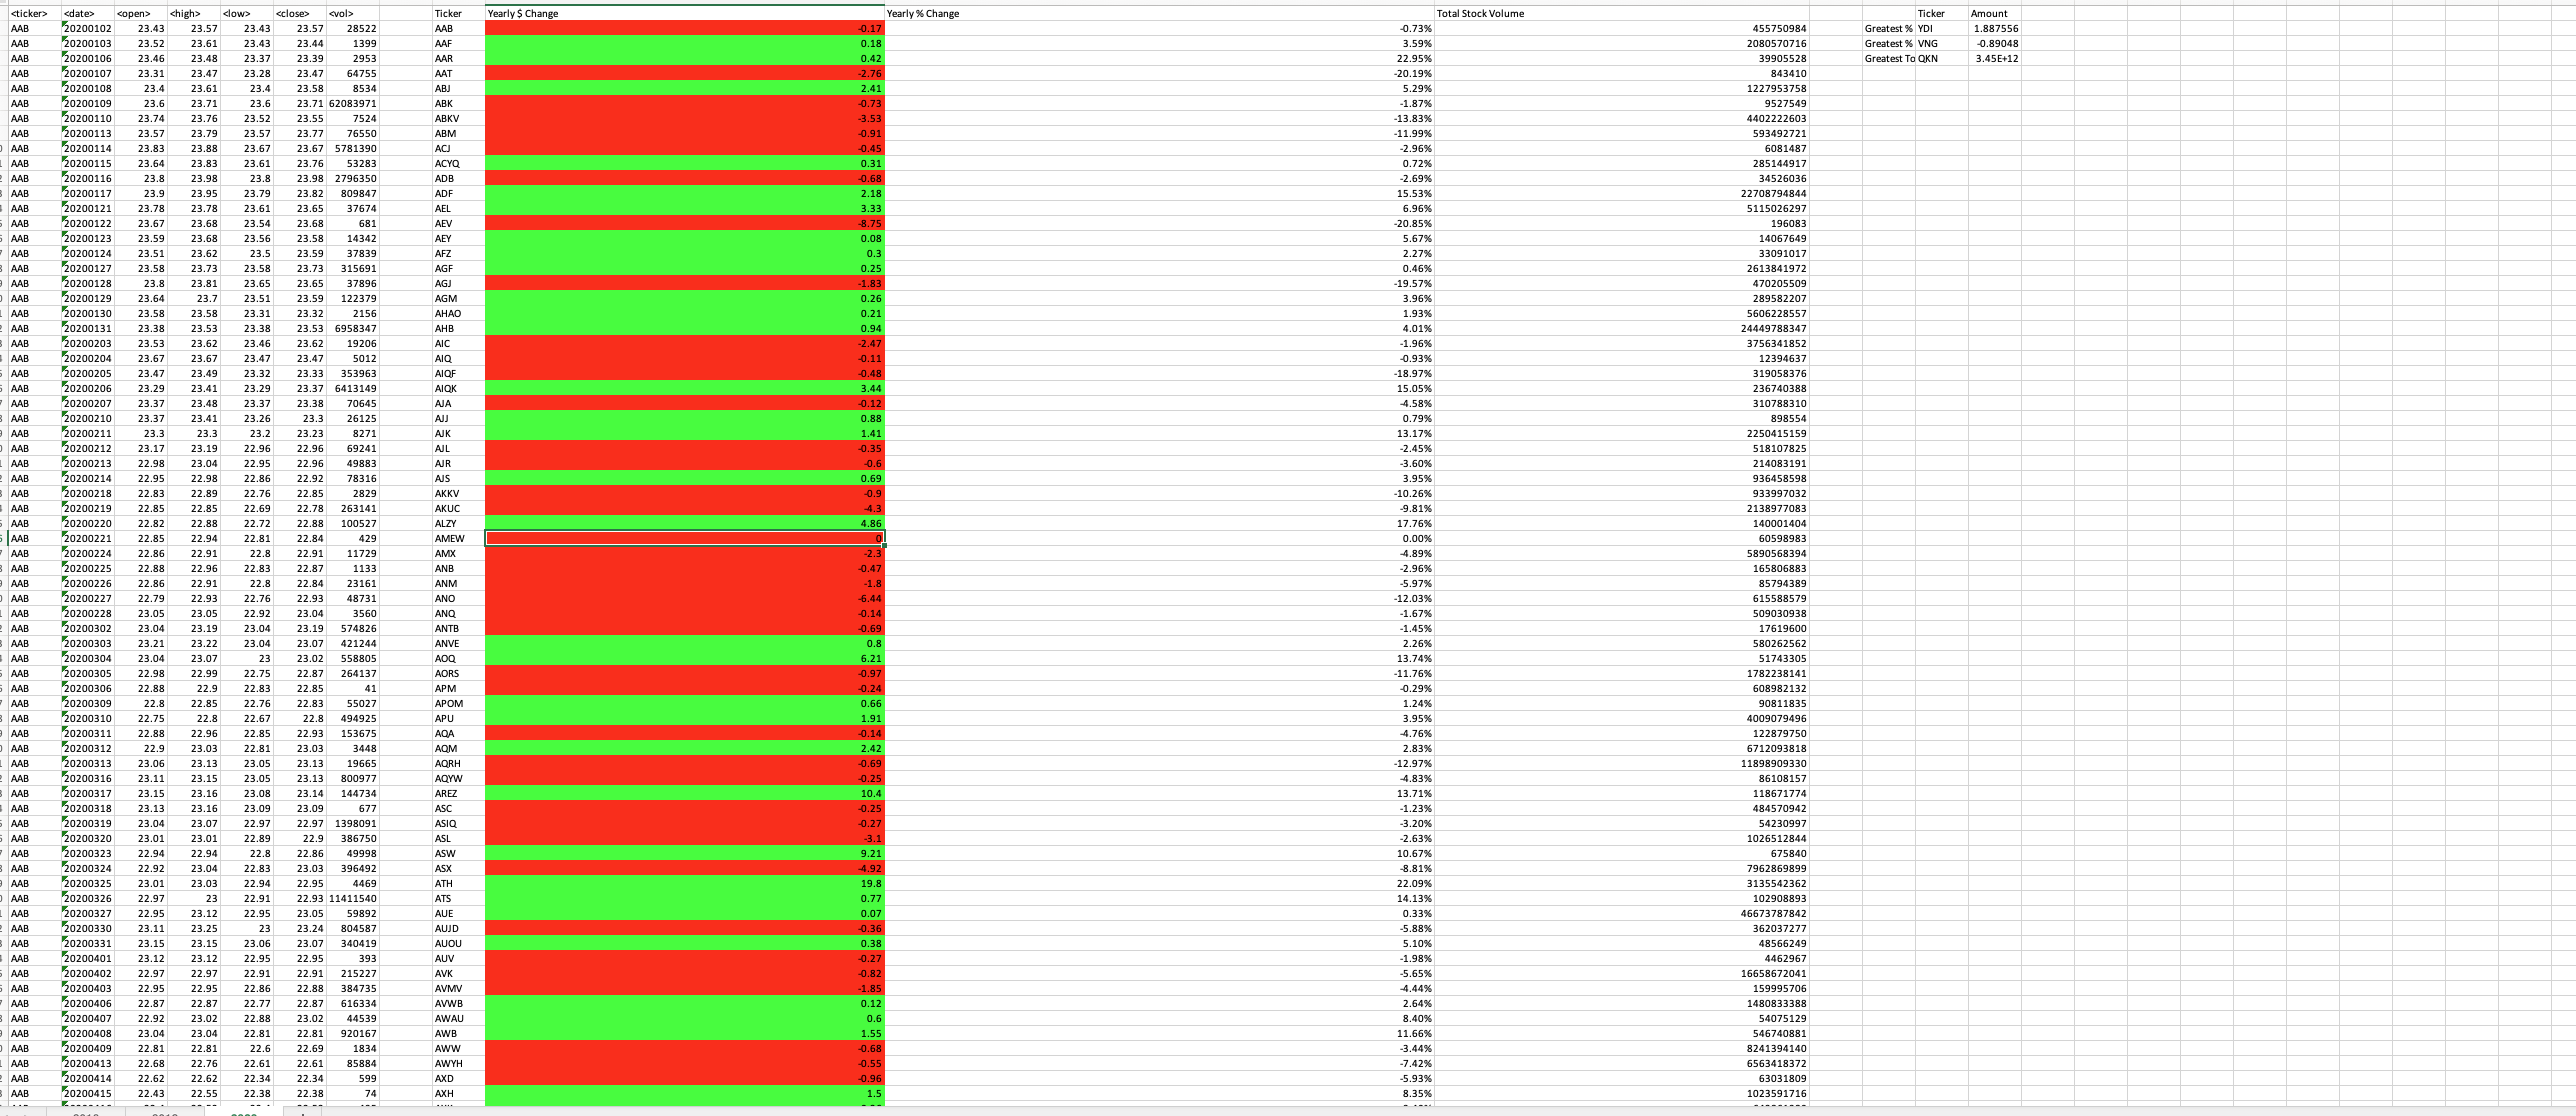 <ticker> <date> <open> <high> <low> <close> <vol> Ticker Yearly $ Change Yearly % Change Total Stock Volume Ticker Amount
AAB 20200102 23.43 23.57 23.43 23.57 28522 AAB -0.17 -0.73% 455750984 Greatest % YDI 1.887556
AAB 20200103 23.52 23.61 23.43 23.44 1399 AAF 0.18 3.59% 2080570716 Greatest % VNG -0.89048
AAB 20200106 23.46 23.48 23.37 23.39 2953 AAR 0.42 22.95% 39905528 Greatest To QKN 3.45E+12
AAB 20200107 23.31 23.47 23.28 23.47 64755 AAT -2.76 -20.19% 843410
AAB 20200108 23.4 23.61 23.4 23.58 8534 ABJ 2.41 5.29% 1227953758
AAB 20200109 23.6 23.71 23.6 23.71 62083971 ABK -0.73 -1.87% 9527549
AAB 20200110 23.74 23.76 23.52 23.55 7524 ABKV -3.53 -13.83% 4402222603
AAB 20200113 23.57 23.79 23.57 23.77 76550 ABM -0.91 -11.99% 593492721
AAB 20200114 23.83 23.88 23.67 23.67 5781390 ACJ -0.45 -2.96% 6081487
AAB 20200115 23.64 23.83 23.61 23.76 53283 ACYQ 0.31 0.72% 285144917
AAB 20200116 23.8 23.98 23.8 23.98 2796350 ADB -0.68 -2.69% 34526036
AAB 20200117 23.9 23.95 23.79 23.82 809847 ADF 2.18 15.53% 22708794844
AAB 20200121 23.78 23.78 23.61 23.65 37674 AEL 3.33 6.96% 5115026297
AAB 20200122 23.67 23.68 23.54 23.68 681 AEV -8.75 -20.85% 196083
AAB 20200123 23.59 23.68 23.56 23.58 14342 AEY 0.08 5.67% 14067649
AAB 20200124 23.51 23.62 23.5 23.59 37839 AFZ 0.3 2.27% 33091017
AAB 20200127 23.58 23.73 23.58 23.73 315691 AGF 0.25 0.46% 2613841972
AAB 20200128 23.8 23.81 23.65 23.65 37896 AGJ -1.83 -19.57% 470205509
AAB 20200129 23.64 23.7 23.51 23.59 122379 AGM 0.26 3.96% 289582207
AAB 20200130 23.58 23.58 23.31 23.32 2156 AHAO 0.21 1.93% 5606228557
AAB 20200131 23.38 23.53 23.38 23.53 6958347 AHB 0.94 4.01% 24449788347
AAB 20200203 23.53 23.62 23.46 23.62 19206 AIC -2.47 -1.96% 3756341852
AAB 20200204 23.67 23.67 23.47 23.47 5012 AIQ -0.11 -0.93% 12394637
AAB 20200205 23.47 23.49 23.32 23.33 353963 AIQF -0.48 -18.97% 319058376
AAB 20200206 23.29 23.41 23.29 23.37 6413149 AIQK 3.44 15.05% 236740388
AAB 20200207 23.37 23.48 23.37 23.38 70645 AJA -0.12 -4.58% 310788310
AAB 20200210 23.37 23.41 23.26 23.3 26125 AJJ 0.88 0.79% 898554
AAB 20200211 23.3 23.3 23.2 23.23 8271 AJK 1.41 13.17% 2250415159
AAB 20200212 23.17 23.19 22.96 22.96 69241 AJL -0.35 -2.45% 518107825
AAB 20200213 22.98 23.04 22.95 22.96 49883 AJR -0.6 -3.60% 214083191
AAB 20200214 22.95 22.98 22.86 22.92 78316 AJS 0.69 3.95% 936458598
AAB 20200218 22.83 22.89 22.76 22.85 2829 AKKV -0.9 -10.26% 933997032
AAB 20200219 22.85 22.85 22.69 22.78 263141 AKUC -4.3 -9.81% 2138977083
AAB 20200220 22.82 22.88 22.72 22.88 100527 ALZY 4.86 17.76% 140001404
AAB 20200221 22.85 22.94 22.81 22.84 429 AMEW 0 0.00% 60598983
AAB 20200224 22.86 22.91 22.8 22.91 11729 AMX -2.3 -4.89% 5890568394
AAB 20200225 22.88 22.96 22.83 22.87 1133 ANB -0.47 -2.96% 165806883
AAB 20200226 22.86 22.91 22.8 22.84 23161 ANM -1.8 -5.97% 85794389
AAB 20200227 22.79 22.93 22.76 22.93 48731 ANO -6.44 -12.03% 615588579
AAB 20200228 23.05 23.05 22.92 23.04 3560 ANQ -0.14 -1.67% 509030938
AAB 20200302 23.04 23.19 23.04 23.19 574826 ANTB -0.69 -1.45% 17619600
AAB 20200303 23.21 23.22 23.04 23.07 421244 ANVE 0.8 2.26% 580262562
AAB 20200304 23.04 23.07 23 23.02 558805 AOQ 6.21 13.74% 51743305
AAB 20200305 22.98 22.99 22.75 22.87 264137 AORS -0.97 -11.76% 1782238141
AAB 20200306 22.88 22.9 22.83 22.85 41 APM -0.24 -0.29% 608982132
AAB 20200309 22.8 22.85 22.76 22.83 55027 APOM 0.66 1.24% 90811835
AAB 20200310 22.75 22.8 22.67 22.8 494925 APU 1.91 3.95% 4009079496
AAB 20200311 22.88 22.96 22.85 22.93 153675 AQA -0.14 -4.76% 122879750
AAB 20200312 22.9 23.03 22.81 23.03 3448 AQM 2.42 2.83% 6712093818
AAB 20200313 23.06 23.13 23.05 23.13 19665 AQRH -0.69 -12.97% 11898909330
AAB 20200316 23.11 23.15 23.05 23.13 800977 AQYW -0.25 -4.83% 86108157
AAB 20200317 23.15 23.16 23.08 23.14 144734 AREZ 10.4 13.71% 118671774
AAB 20200318 23.13 23.16 23.09 23.09 677 ASC -0.25 -1.23% 484570942
AAB 20200319 23.04 23.07 22.97 22.97 1398091 ASIQ -0.27 -3.20% 54230997
AAB 20200320 23.01 23.01 22.89 22.9 386750 ASL -3.1 -2.63% 1026512844
AAB 20200323 22.94 22.94 22.8 22.86 49998 ASW 9.21 10.67% 675840
AAB 20200324 22.92 23.04 22.83 23.03 396492 ASX -4.92 -8.81% 7962869899
AAB 20200325 23.01 23.03 22.94 22.95 4469 ATH 19.8 22.09% 3135542362
AAB 20200326 22.97 23 22.91 22.93 11411540 ATS 0.77 14.13% 102908893
AAB 20200327 22.95 23.12 22.95 23.05 59892 AUE 0.07 0.33% 46673787842
AAB 20200330 23.11 23.25 23 23.24 804587 AUJD -0.36 -5.88% 362037277
AAB 20200331 23.15 23.15 23.06 23.07 340419 AUOU 0.38 5.10% 48566249
AAB 20200401 23.12 23.12 22.95 22.95 393 AUV -0.27 -1.98% 4462967
AAB 20200402 22.97 22.97 22.91 22.91 215227 AVK -0.82 -5.65% 16658672041
AAB 20200403 22.95 22.95 22.86 22.88 384735 AVMV -1.85 -4.44% 159995706
AAB 20200406 22.87 22.87 22.77 22.87 616334 AVWB 0.12 2.64% 1480833388
AAB 20200407 22.92 23.02 22.88 23.02 44539 AWAU 0.6 8.40% 54075129
AAB 20200408 23.04 23.04 22.81 22.81 920167 AWB 1.55 11.66% 546740881
AAB 20200409 22.81 22.81 22.6 22.69 1834 AWW -0.68 -3.44% 8241394140
AAB 20200413 22.68 22.76 22.61 22.61 85884 AWYH -0.55 -7.42% 6563418372
AAB 20200414 22.62 22.62 22.34 22.34 599 AXD -0.96 -5.93% 63031809
AAB 20200415 22.43 22.55 22.38 22.38 74 AXH 1.5 8.35% 1023591716